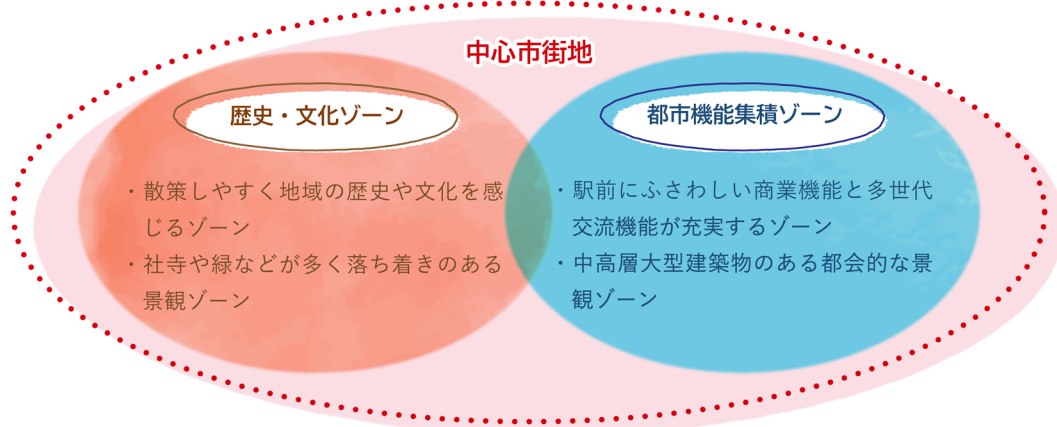 中心市街地
歴史・文化ゾーン
・散策しやすく地域の歴史や文化を感
じるゾーン
・社寺や緑などが多く落ち着きのある
景観ゾーン
都市機能集積ゾーン
・駅前にふさわしい商業機能と多世代
交流機能が充実するゾーン
・中高層大型建築物のある都会的な景
観ゾーン